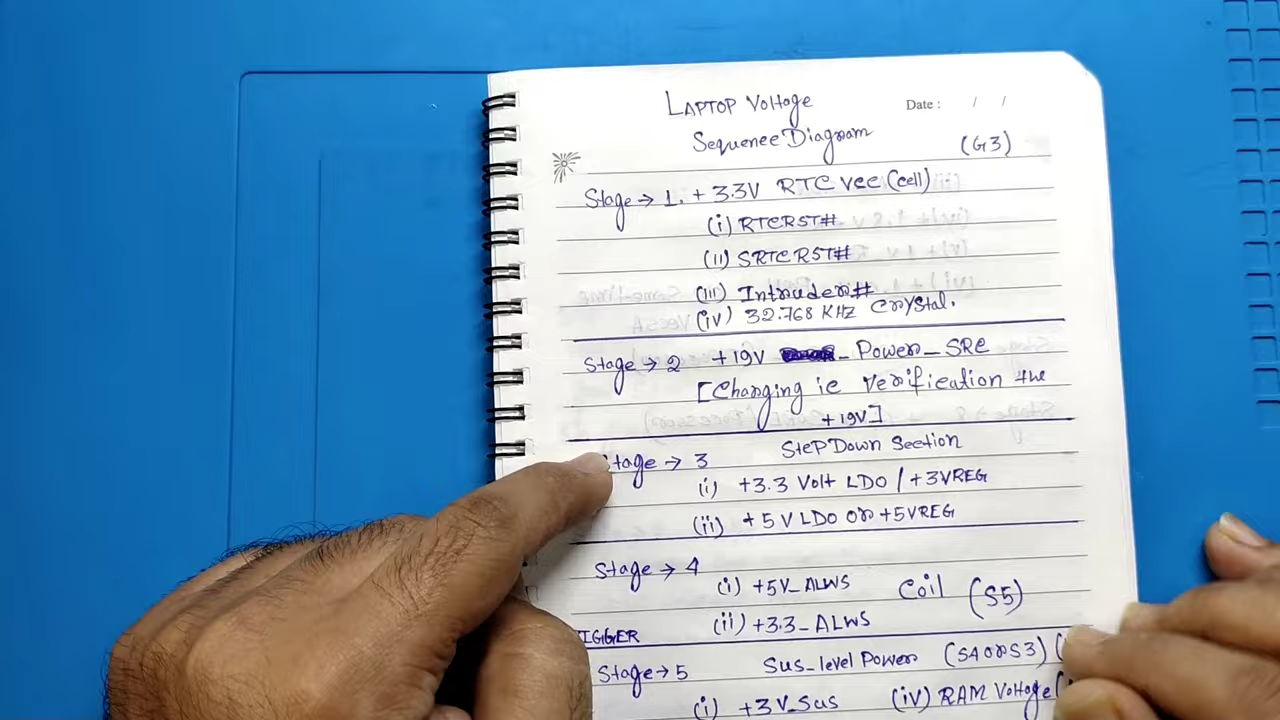 LAPTOP Voltage
Date : / /
Sequence Diagram (G3)
Stage → 1. + 3.3V RTC VCC (cell)
(i) RTCRST#
(ii) SRTCRST#
(iii) Intruder#
(iv) 32.768 KHZ Crystal.
Stage → 2 +19V - Power_SRC
[Charging ic Verification the
+19V]
Stage → 3 StepDown Section
(i) +3.3 Volt LDO / +3VREG
(ii) +5V LDO or +5VREG
Stage → 4
(i) +5V_ALWS Coil (S5)
(ii) +3.3_ALWS
IGGER
Stage → 5 Sus_level Power (S4 or S3) (
(i) +3V_Sus (iv) RAM Voltage (